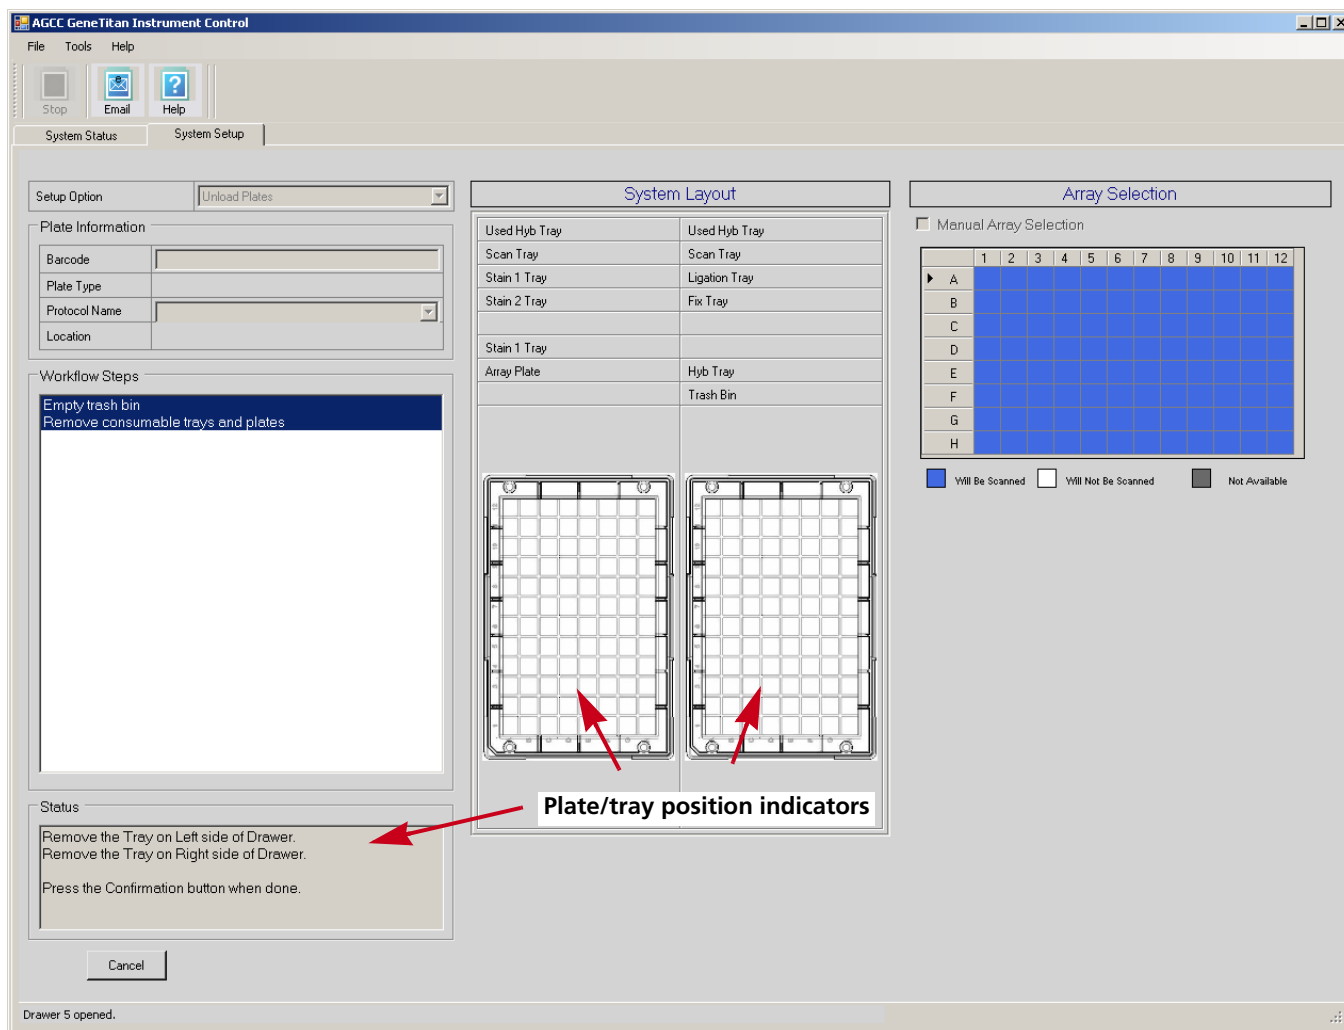 AGCC GeneTitan Instrument Control
File Tools Help
Stop Email Help
System Status System Setup
Setup Option Unload Plates
Plate Information
Barcode
Plate Type
Protocol Name
Location
Workflow Steps
Empty trash bin
Remove consumable trays and plates
Status
Remove the Tray on Left side of Drawer.
Remove the Tray on Right side of Drawer.
Press the Confirmation button when done.
Cancel
System Layout
Used Hyb Tray Used Hyb Tray
Scan Tray Scan Tray
Stain 1 Tray Ligation Tray
Stain 2 Tray Fix Tray
Stain 1 Tray
Array Plate Hyb Tray
Trash Bin
Plate/tray position indicators
Array Selection
Manual Array Selection
1 2 3 4 5 6 7 8 9 10 11 12
A
B
C
D
E
F
G
H
Will Be Scanned Will Not Be Scanned Not Available
Drawer 5 opened.